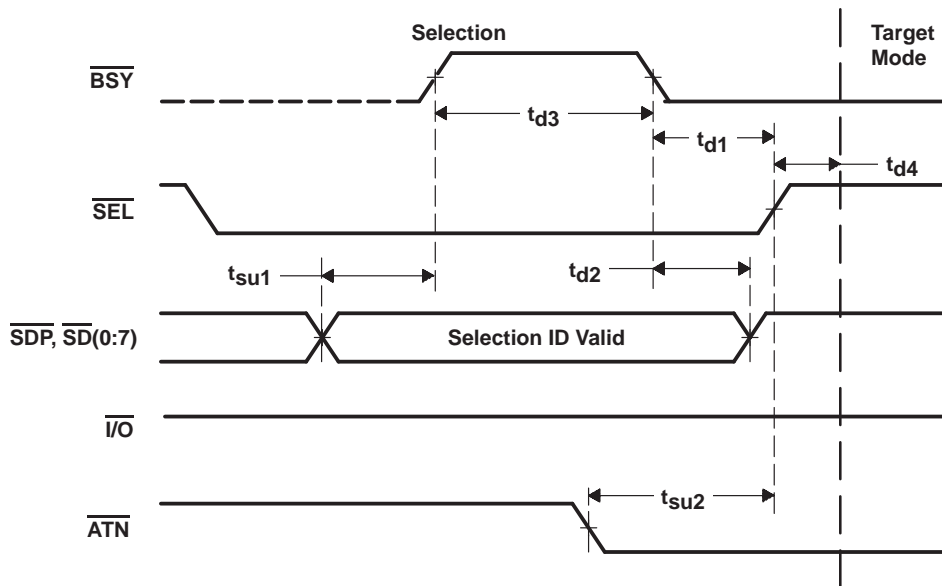 Selection
Target
Mode
BSY
td3
td1
td4
SEL
tsu1
td2
SDP, SD(0:7)
Selection ID Valid
I/O
tsu2
ATN